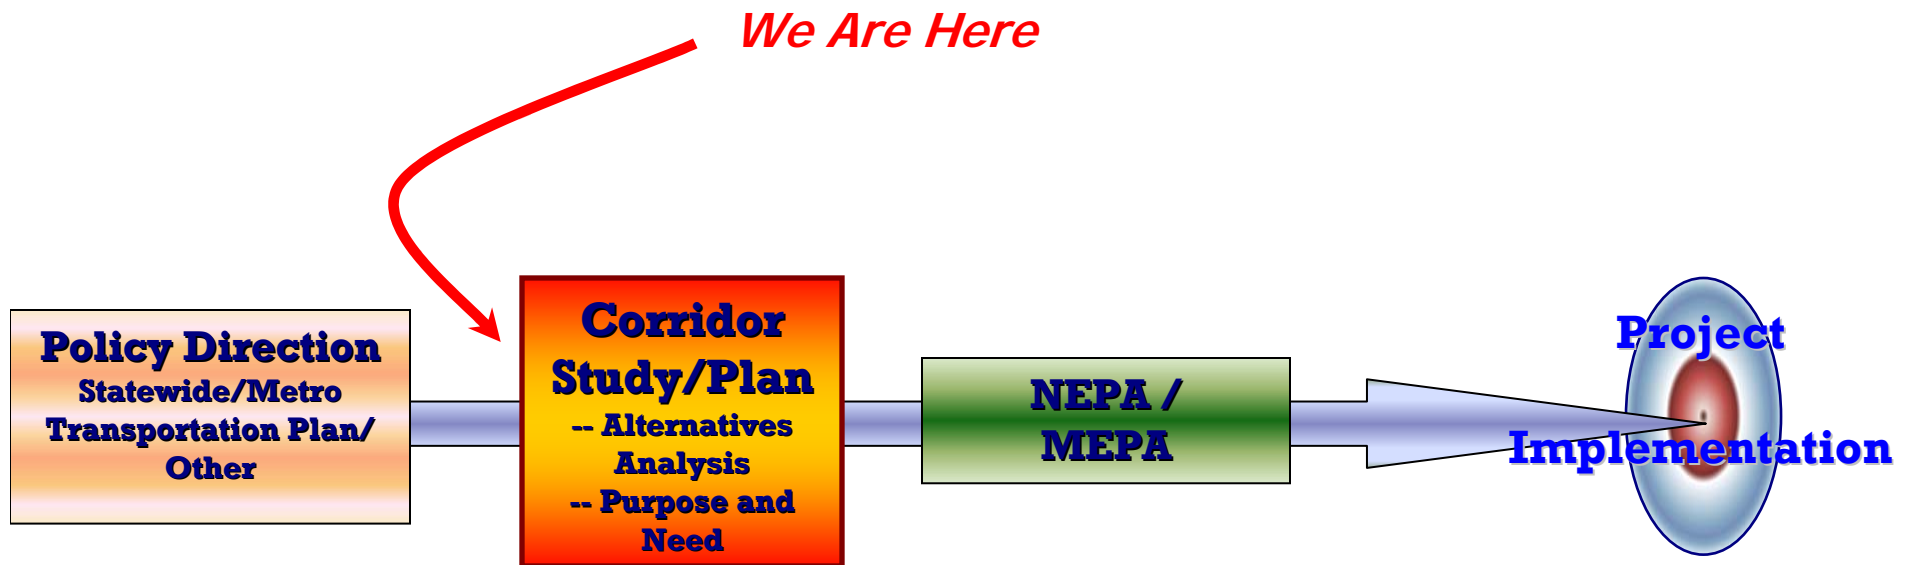 We Are Here
Policy Direction
Statewide/Metro
Transportation Plan/
Other
Corridor
Study/Plan
-- Alternatives
Analysis
-- Purpose and
Need
NEPA /
MEPA
Project
Implementation